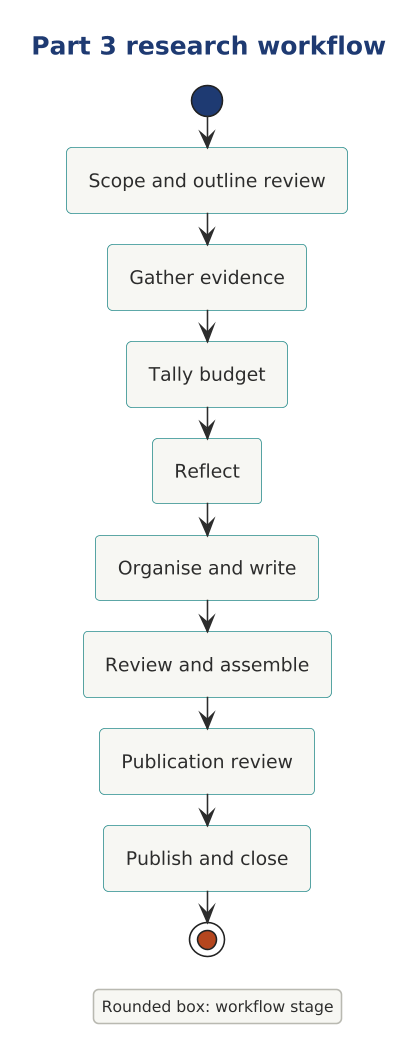 Part 3 research workflow
Scope and outline review
Gather evidence
Tally budget
Reflect
Organise and write
Review and assemble
Publication review
Publish and close
Rounded box: workflow stage